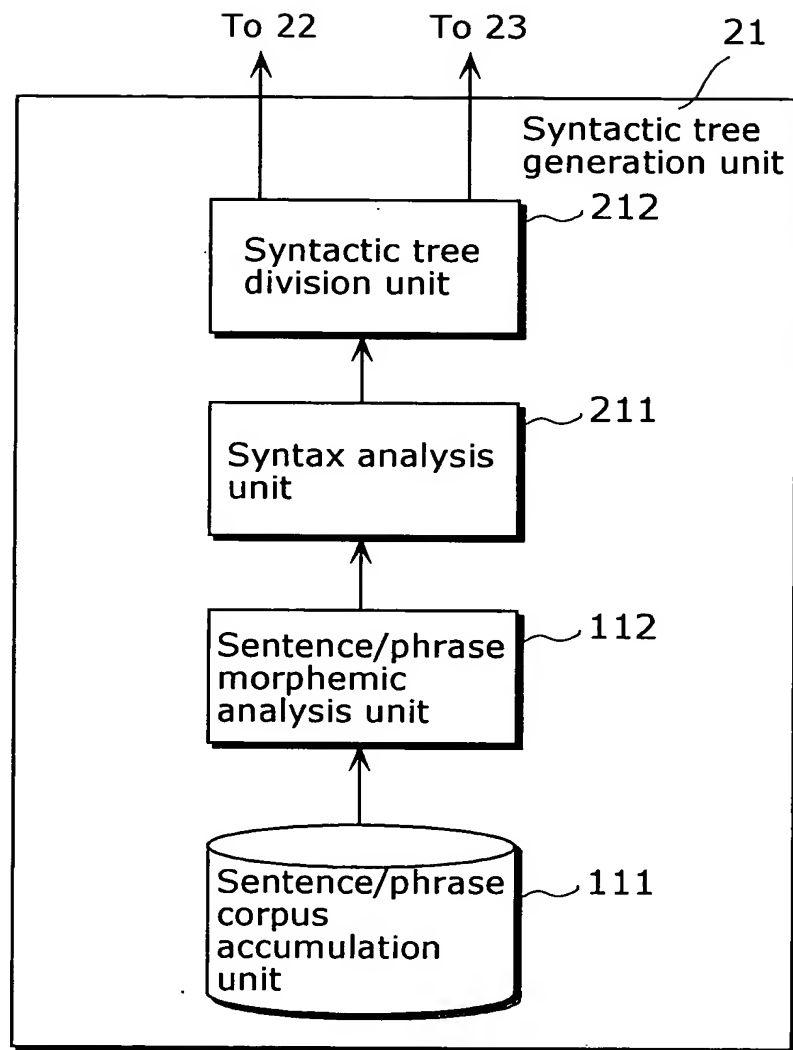 To 22
To 23
21
Syntactic tree
generation unit
212
Syntactic tree
division unit
211
Syntax analysis
unit
112
Sentence/phrase
morphemic
analysis unit
111
Sentence/phrase
corpus
accumulation
unit